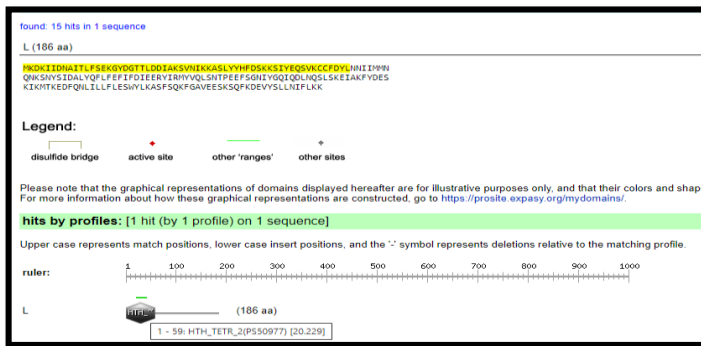 found: 15 hits in 1 sequence
L (186 aa)
MKDKIIDNAITLFSEKGYDGTTLDDIAKSVNIKKASLYYHFDSKKSIYEQSVKCCFDYLNNIIMMN
QNKSNYSIDALYQFLFEFIFDIEERYIRMYVQLSNTPEEFSGNIYGQIQDLNQSLSKEIAKFYDES
KIKMTKEDFQNLILLFLESWYLKASFSQKFGAVEESKSQFKDEVYSLLNIFLKK
Legend:
disulfide bridge active site other 'ranges' other sites
Please note that the graphical representations of domains displayed hereafter are for illustrative purposes only, and that their colors and shap
For more information about how these graphical representations are constructed, go to https://prosite.expasy.org/mydomains/.
hits by profiles: [1 hit (by 1 profile) on 1 sequence]
Upper case represents match positions, lower case insert positions, and the '-' symbol represents deletions relative to the matching profile.
ruler: 1 100 200 300 400 500 600 700 800 900 1000
L HTH_ (186 aa)
1 - 59: HTH_TETR_2(PS50977) [20.229]